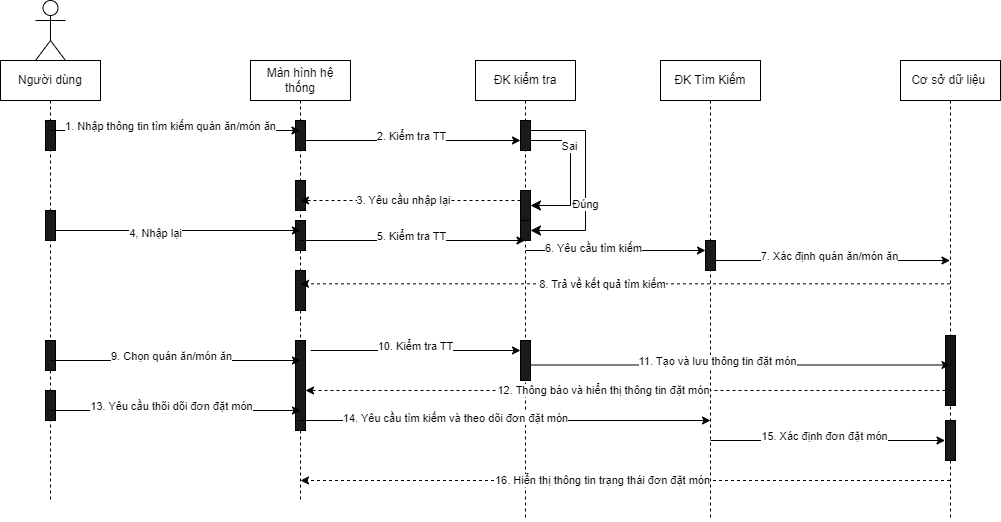 Người dùng
Màn hình hệ
thống
ĐK kiểm tra
ĐK Tìm Kiếm
Cơ sở dữ liệu
1. Nhập thông tin tìm kiếm quán ăn/món ăn
2. Kiểm tra TT
Sai
3. Yêu cầu nhập lại
Đúng
4, Nhập lại
5. Kiểm tra TT
6. Yêu cầu tìm kiếm
7. Xác định quán ăn/món ăn
8. Trả về kết quả tìm kiếm
9. Chọn quán ăn/món ăn
10. Kiểm tra TT
11. Tạo và lưu thông tin đặt món
12. Thông báo và hiển thị thông tin đặt món
13. Yêu cầu thõi dõi đơn đặt món
14. Yêu cầu tìm kiếm và theo dõi đơn đặt món
15. Xác định đơn đặt món
16. Hiển thị thông tin trạng thái đơn đặt món